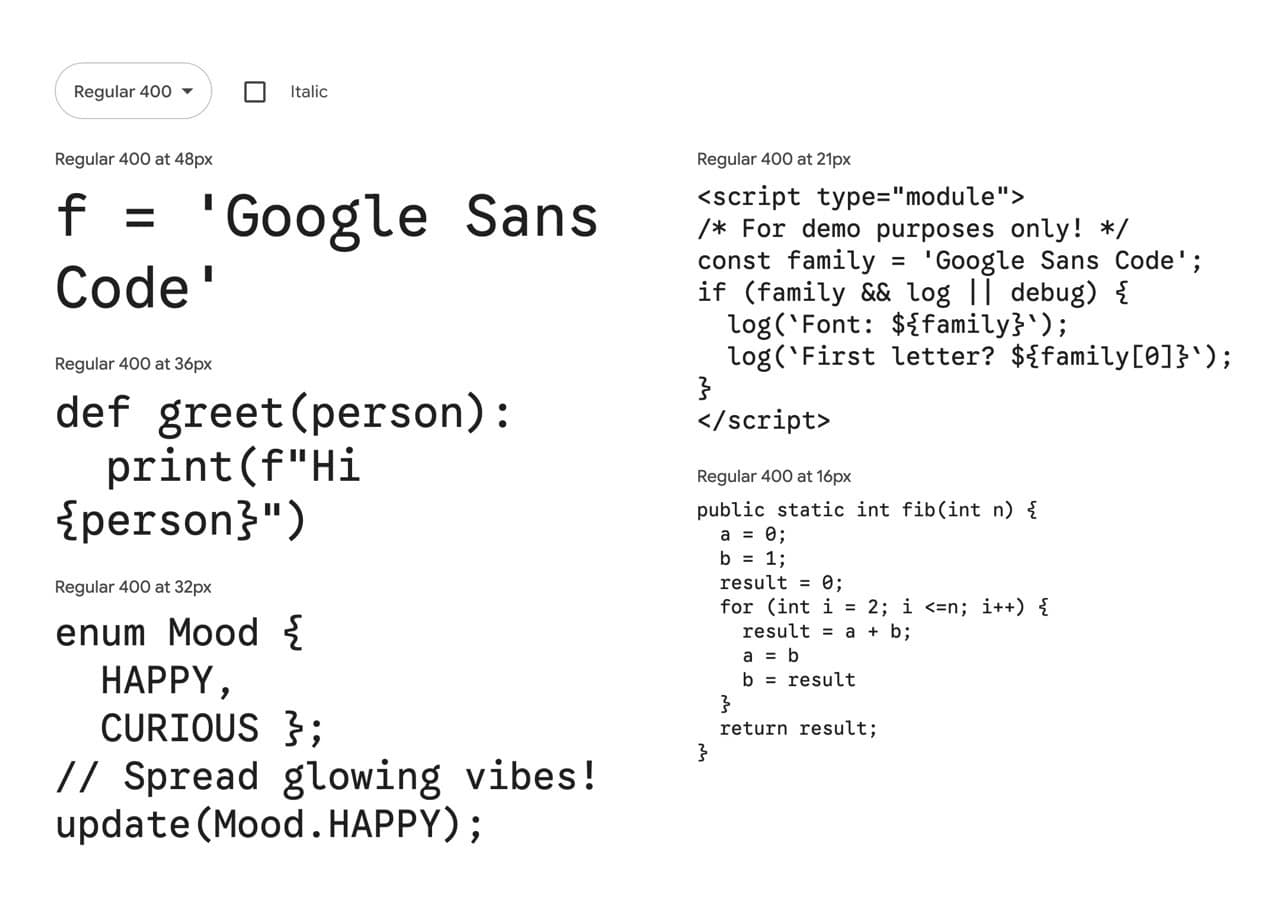 Regular 400
Italic
Regular 400 at 48px
f = 'Google Sans
Code'
Regular 400 at 36px
def greet(person):
  print(f"Hi
{person}")
Regular 400 at 32px
enum Mood {
  HAPPY,
  CURIOUS };
// Spread glowing vibes!
update(Mood.HAPPY);
Regular 400 at 21px
<script type="module">
/* For demo purposes only! */
const family = 'Google Sans Code';
if (family && log || debug) {
  log(`Font: ${family}`);
  log(`First letter? ${family[0]}`);
}
</script>
Regular 400 at 16px
public static int fib(int n) {
  a = 0;
  b = 1;
  result = 0;
  for (int i = 2; i <=n; i++) {
    result = a + b;
    a = b
    b = result
  }
  return result;
}